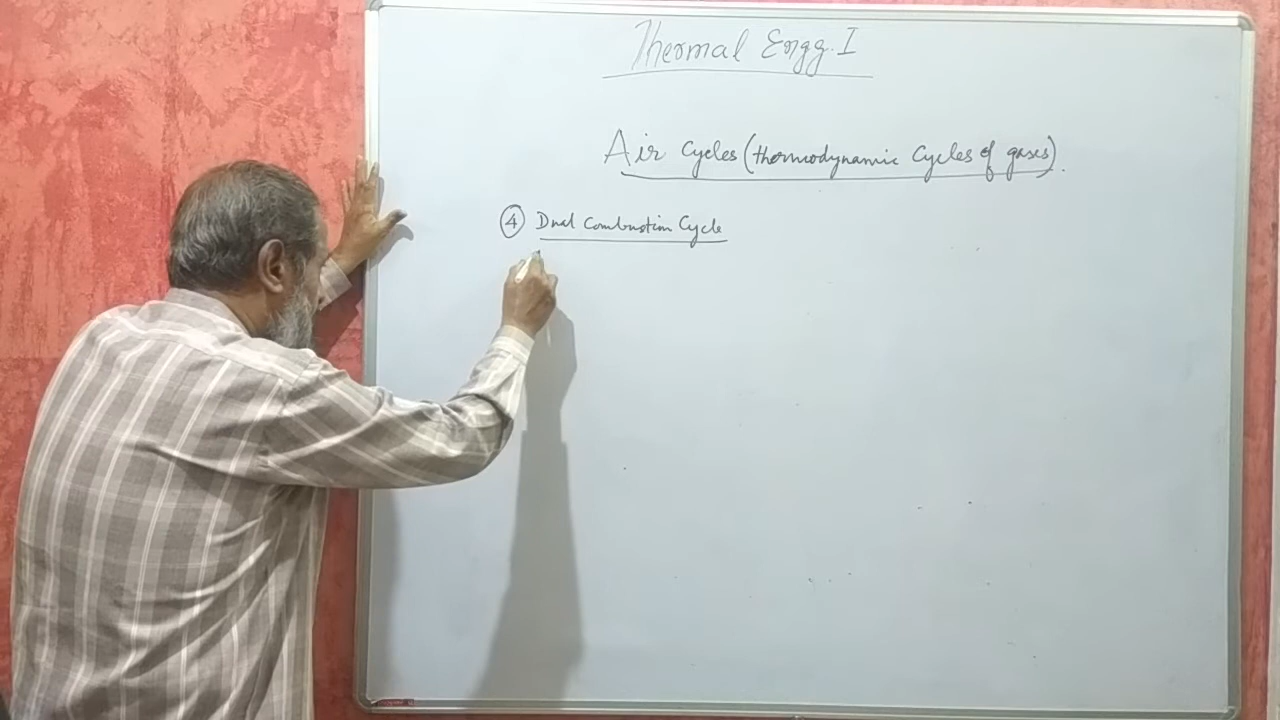 Thermal Engg. I
Air Cycles (thermodynamic Cycles of gases).
④ Dual Combustion Cycle